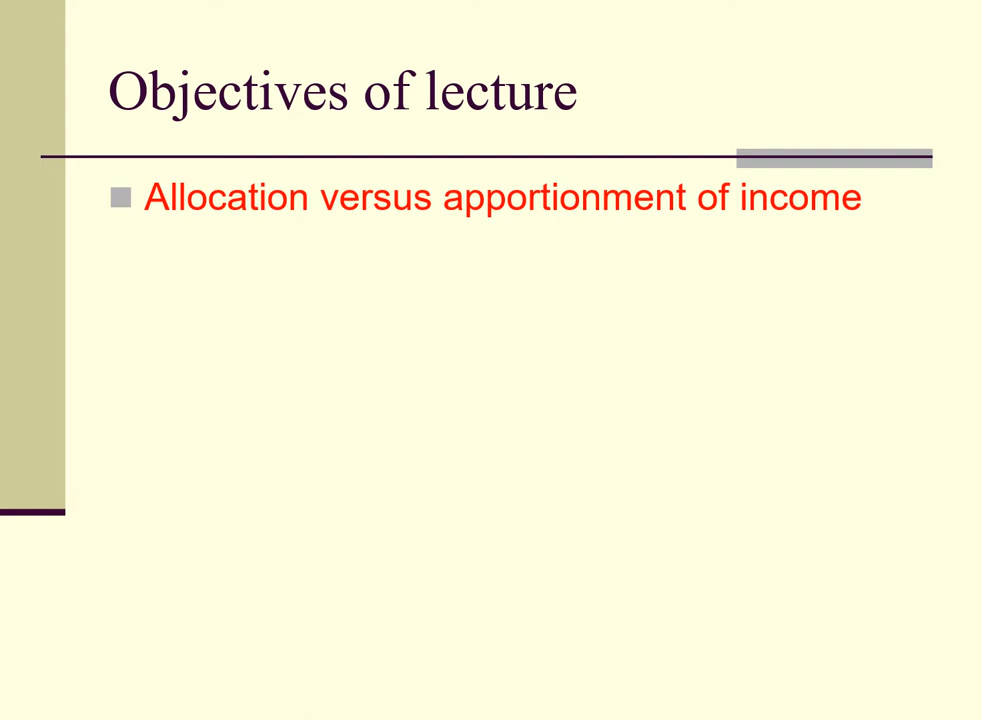 Objectives of lecture
Allocation versus apportionment of income